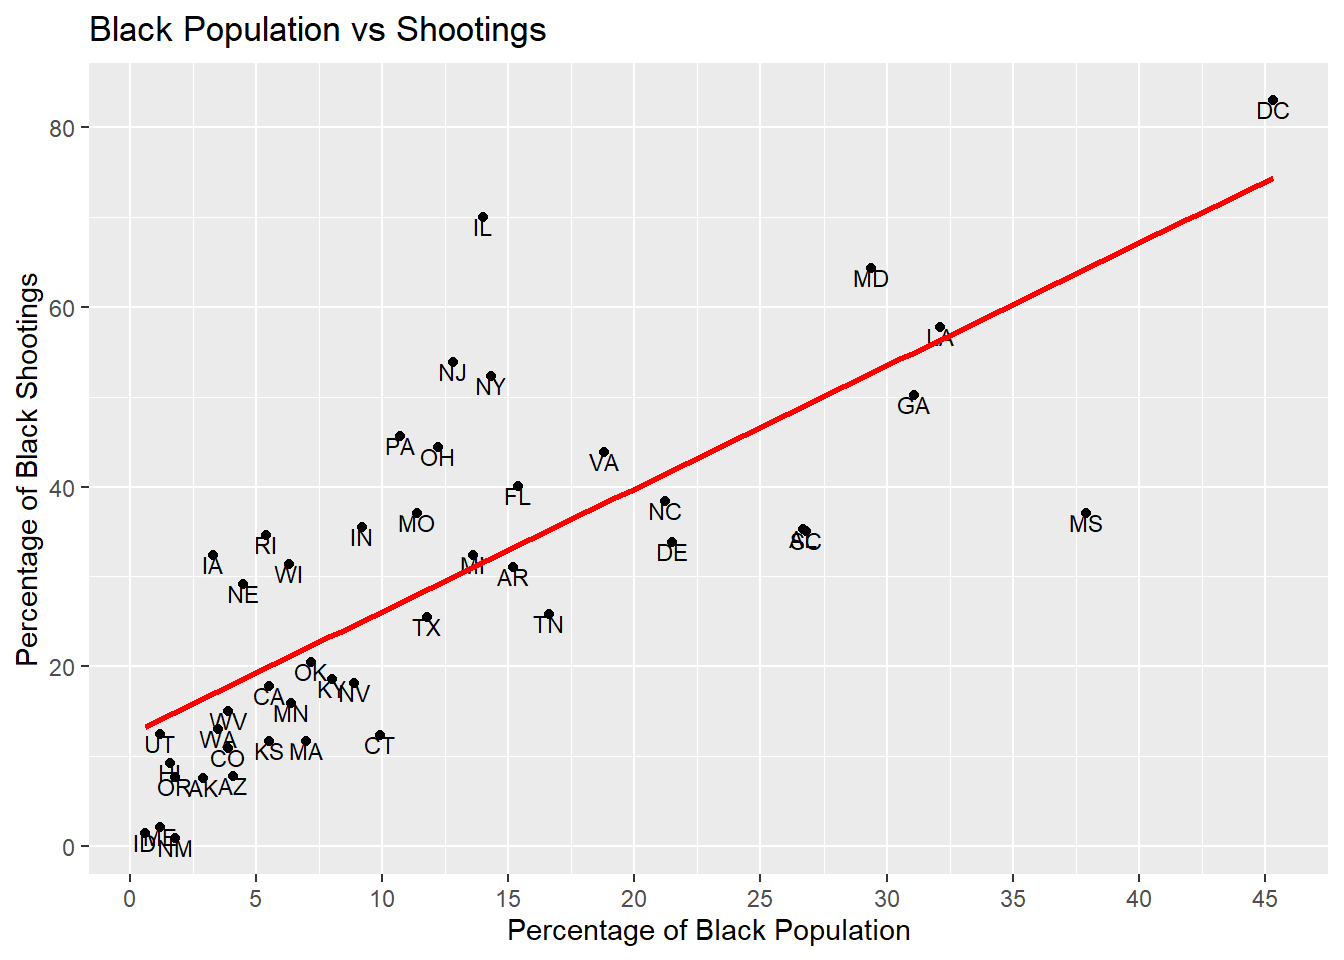 Black Population vs Shootings
Percentage of Black Shootings
80
60
40
20
0
DC
IL
MD
LA
NJ
NY
GA
PA
OH
VA
FL
NC
MO
MS
IN
RI
AL
SC
DE
IA
WI
MI
AR
NE
TX
TN
OK
KY
NV
CA
MN
WV
WA
UT
CT
CO
KS
MA
HI
OR
AK
AZ
ID
ME
NM
0 5 10 15 20 25 30 35 40 45
Percentage of Black Population